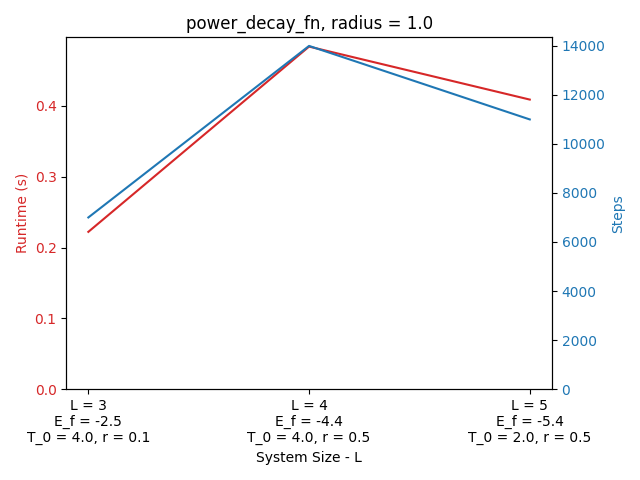 power_decay_fn, radius = 1.0
Runtime (s)
0.4
0.3
0.2
0.1
0.0
14000
12000
10000
8000
6000
4000
2000
0
Steps
L = 3
E_f = -2.5
T_0 = 4.0, r = 0.1
L = 4
E_f = -4.4
T_0 = 4.0, r = 0.5
L = 5
E_f = -5.4
T_0 = 2.0, r = 0.5
System Size - L